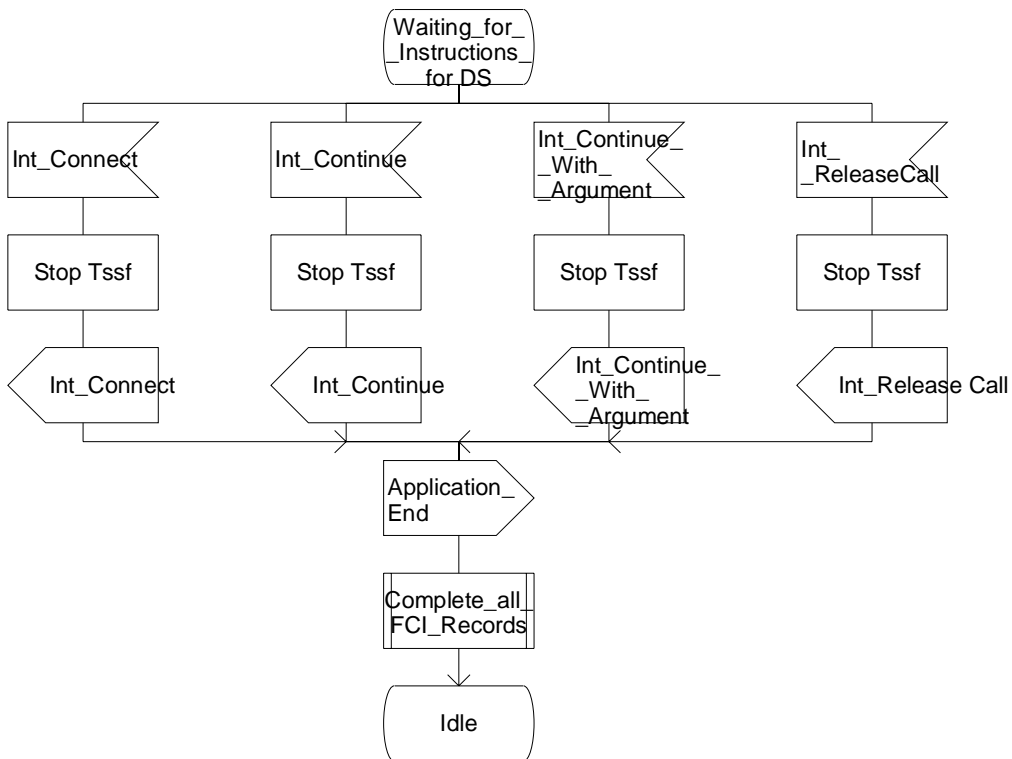 Waiting_for_
_Instructions_
for DS
Int_Connect
Int_Continue
Int_Continue_
_With_
_Argument
Int_
_ReleaseCall
Stop Tssf
Stop Tssf
Stop Tssf
Stop Tssf
Int_Connect
Int_Continue
Int_Continue_
_With_
_Argument
Int_Release Call
Application_
End
Complete_all_
FCI_Records
Idle